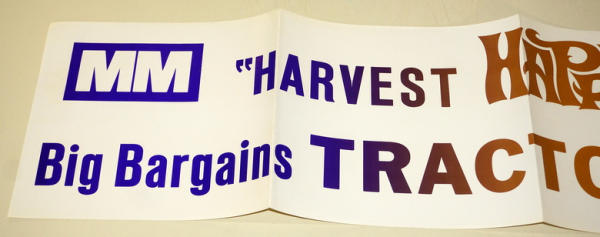 MM "HARVEST HAP
Big Bargains TRACTO